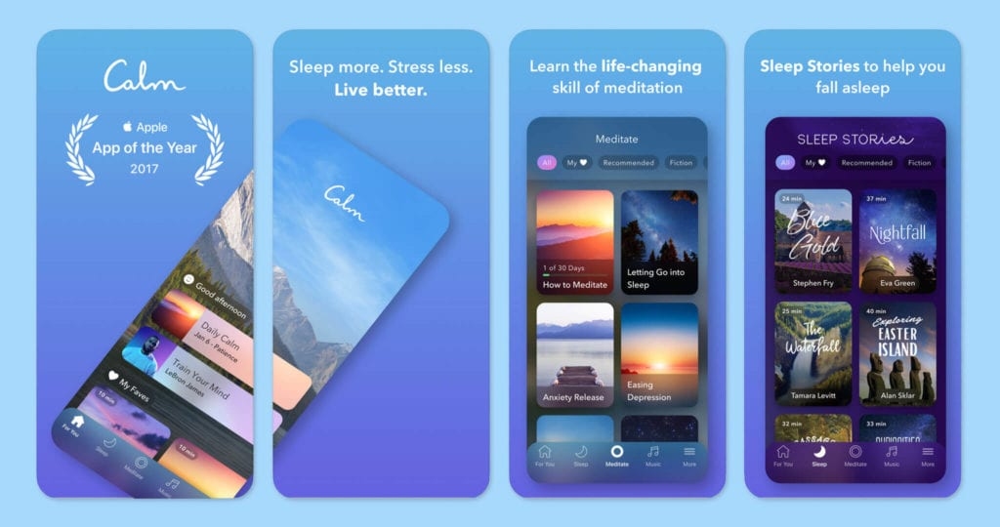 Calm
Apple
App of the Year
2017
Good afternoon
Daily Calm
Jan 6 - Patience
Train Your Mind
LeBron James
My Faves
10 min
10 min
For You
Sleep
Meditate
Music
Sleep more. Stress less.
Live better.
Calm
Learn the life-changing
skill of meditation
Meditate
All
My
Recommended
Fiction
1 of 30 Days
How to Meditate
Letting Go into
Sleep
Anxiety Release
Easing
Depression
For You
Sleep
Meditate
Music
More
Sleep Stories to help you
fall asleep
SLEEP STORies
All
My
Recommended
Fiction
24 min
Blue
Gold
Stephen Fry
37 min
Nightfall
Eva Green
25 min
The
Waterfall
Tamara Levitt
40 min
Exploring
EASTER
ISLAND
Alan Sklar
32 min
33 min
For You
Sleep
Meditate
Music
More